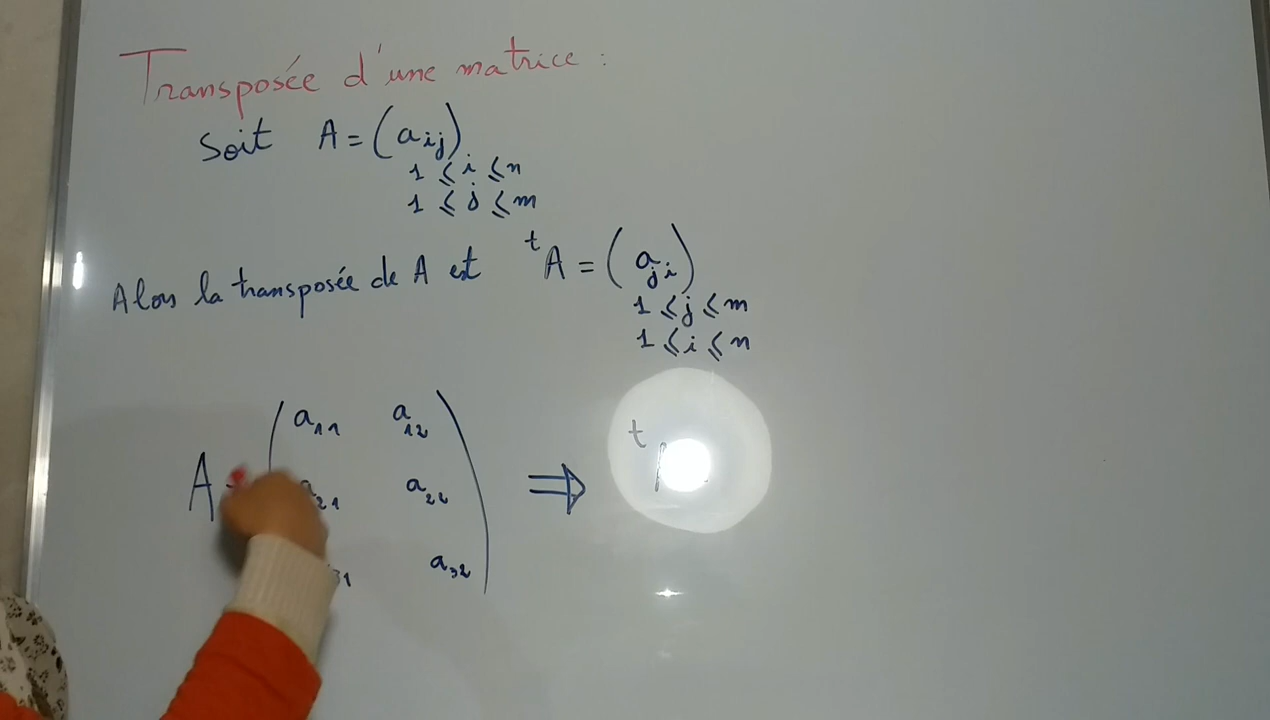 Transposée d'une matrice :
Soit A = (aij)
1 ⩽ i ⩽ n
1 ⩽ j ⩽ m
Alors la transposée de A est ᵗA = (aji)
1 ⩽ j ⩽ m
1 ⩽ i ⩽ n
a11 a12
A a21 a22 ⇒ t
a32